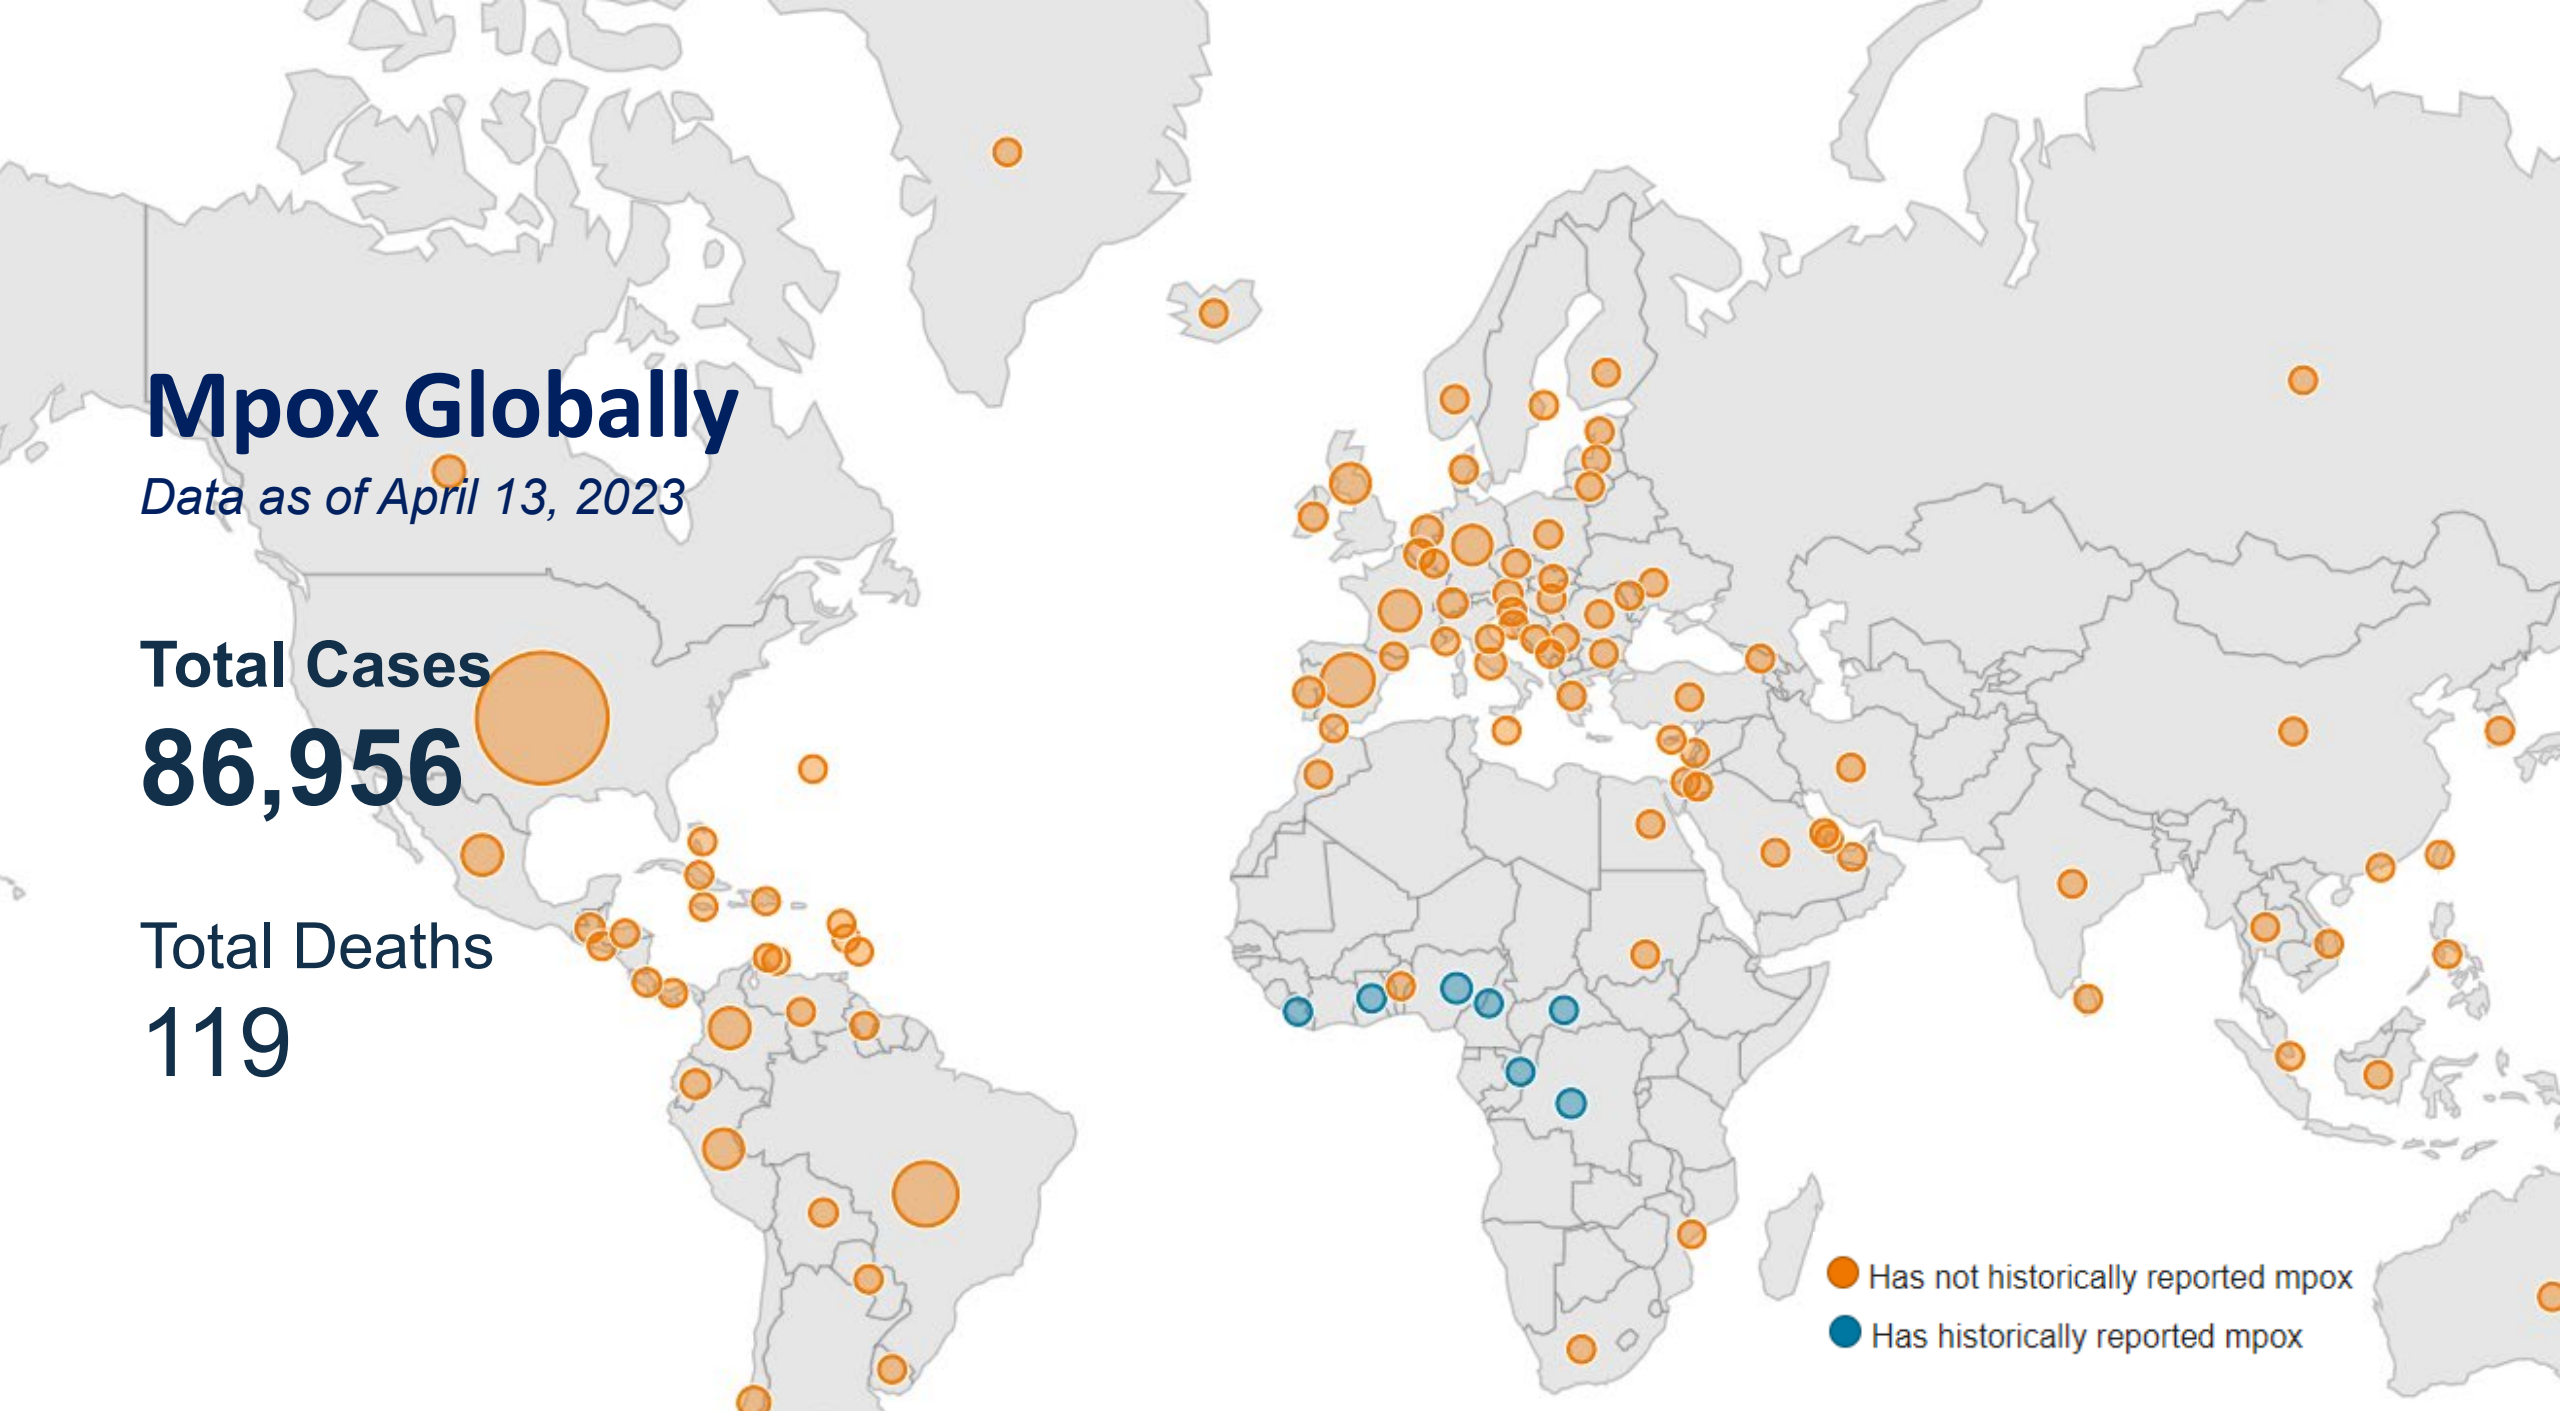 Mpox Globally
Data as of April 13, 2023
Total Cases
86,956
Total Deaths
119
Has not historically reported mpox
Has historically reported mpox